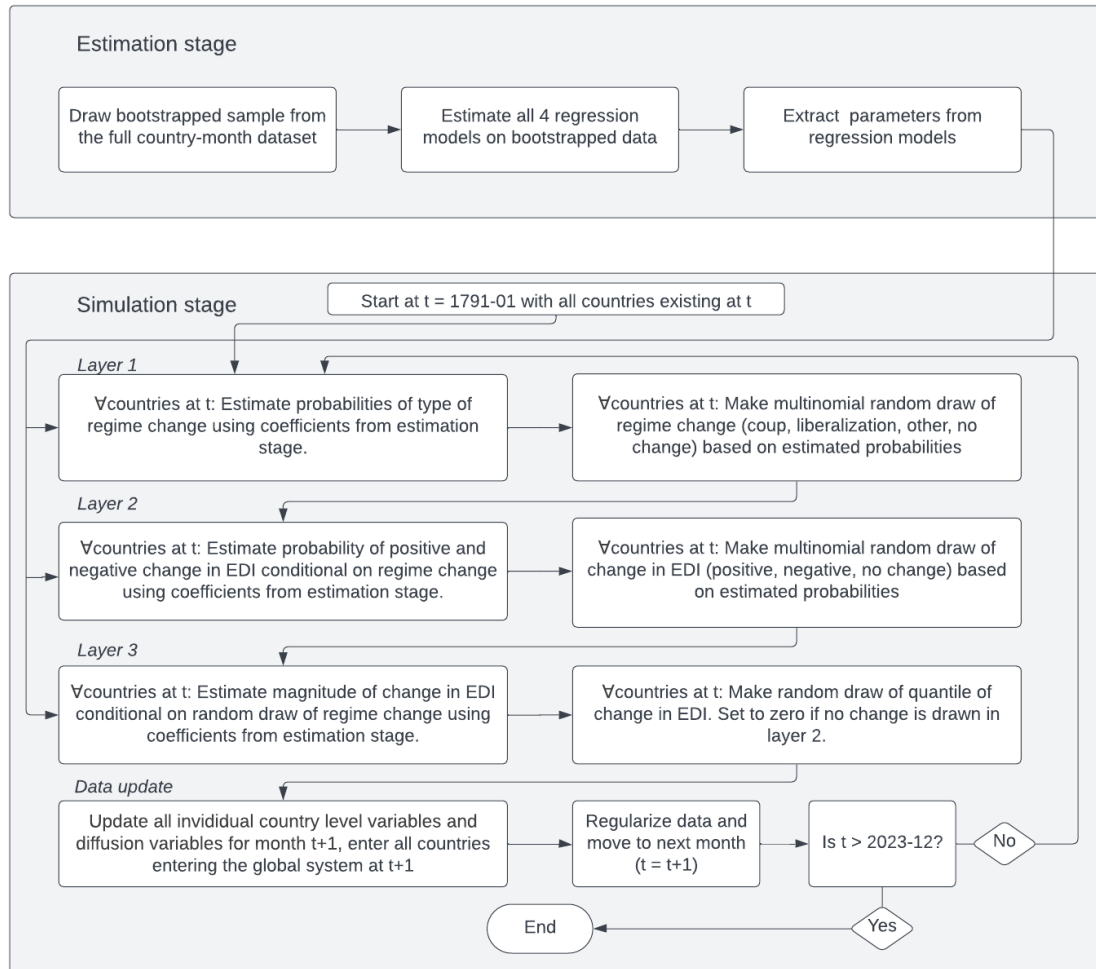 Estimation stage
Draw bootstrapped sample from
the full country-month dataset
Estimate all 4 regression
models on bootstrapped data
Extract  parameters from
regression models
Simulation stage
Start at t = 1791-01 with all countries existing at t
Layer 1
∀countries at t: Estimate probabilities of type of
regime change using coefficients from estimation
stage.
∀countries at t: Make multinomial random draw of
regime change (coup, liberalization, other, no
change) based on estimated probabilities
Layer 2
∀countries at t: Estimate probability of positive and
negative change in EDI conditional on regime change
using coefficients from estimation stage.
∀countries at t: Make multinomial random draw of
change in EDI (positive, negative, no change) based
on estimated probabilities
Layer 3
∀countries at t: Estimate magnitude of change in EDI
conditional on random draw of regime change using
coefficients from estimation stage.
∀countries at t: Make random draw of quantile of
change in EDI. Set to zero if no change is drawn in
layer 2.
Data update
Update all invididual country level variables and
diffusion variables for month t+1, enter all countries
entering the global system at t+1
Regularize data and
move to next month
(t = t+1)
Is t > 2023-12?
No
Yes
End